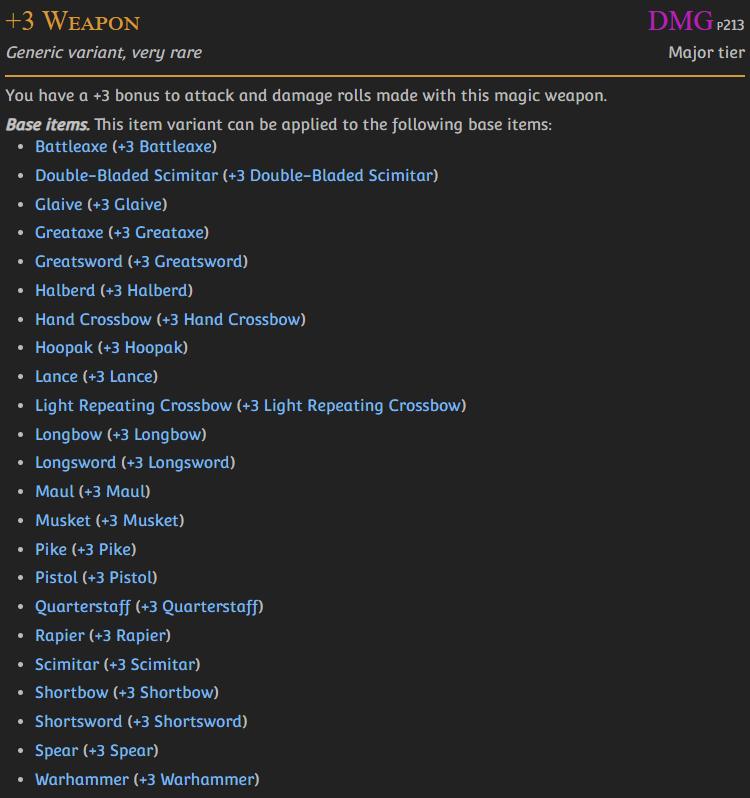 +3 Weapon DMG P213
Generic variant, very rare Major tier
You have a +3 bonus to attack and damage rolls made with this magic weapon.
Base items. This item variant can be applied to the following base items:
• Battleaxe (+3 Battleaxe)
• Double-Bladed Scimitar (+3 Double-Bladed Scimitar)
• Glaive (+3 Glaive)
• Greataxe (+3 Greataxe)
• Greatsword (+3 Greatsword)
• Halberd (+3 Halberd)
• Hand Crossbow (+3 Hand Crossbow)
• Hoopak (+3 Hoopak)
• Lance (+3 Lance)
• Light Repeating Crossbow (+3 Light Repeating Crossbow)
• Longbow (+3 Longbow)
• Longsword (+3 Longsword)
• Maul (+3 Maul)
• Musket (+3 Musket)
• Pike (+3 Pike)
• Pistol (+3 Pistol)
• Quarterstaff (+3 Quarterstaff)
• Rapier (+3 Rapier)
• Scimitar (+3 Scimitar)
• Shortbow (+3 Shortbow)
• Shortsword (+3 Shortsword)
• Spear (+3 Spear)
• Warhammer (+3 Warhammer)